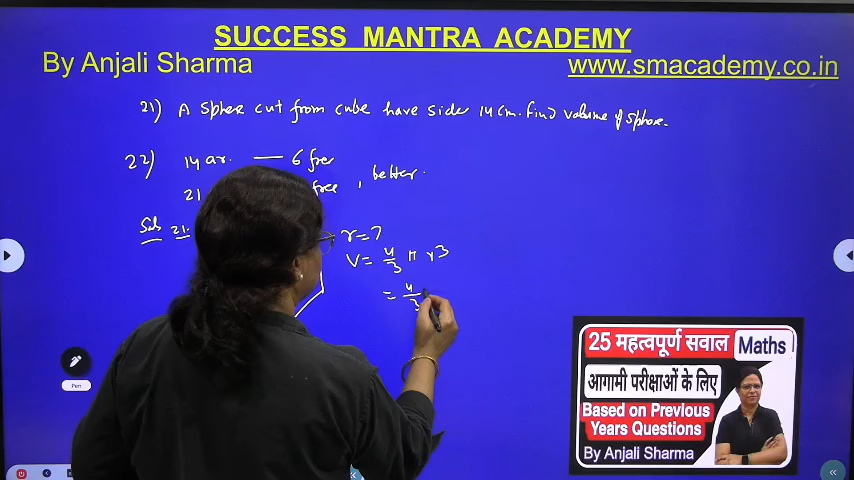 SUCCESS MANTRA ACADEMY
By Anjali Sharma
www.smacademy.co.in
21) A sphere cut from cube have side 14 cm. Find volume of sphere.
22) 14 ar. — 6 free
21 free, better.
Sol. 21.
r=7
V= 4/3 π r3
= 4/3
25 महत्वपूर्ण सवाल Maths
आगामी परीक्षाओं के लिए
Based on Previous
Years Questions
By Anjali Sharma
Pen